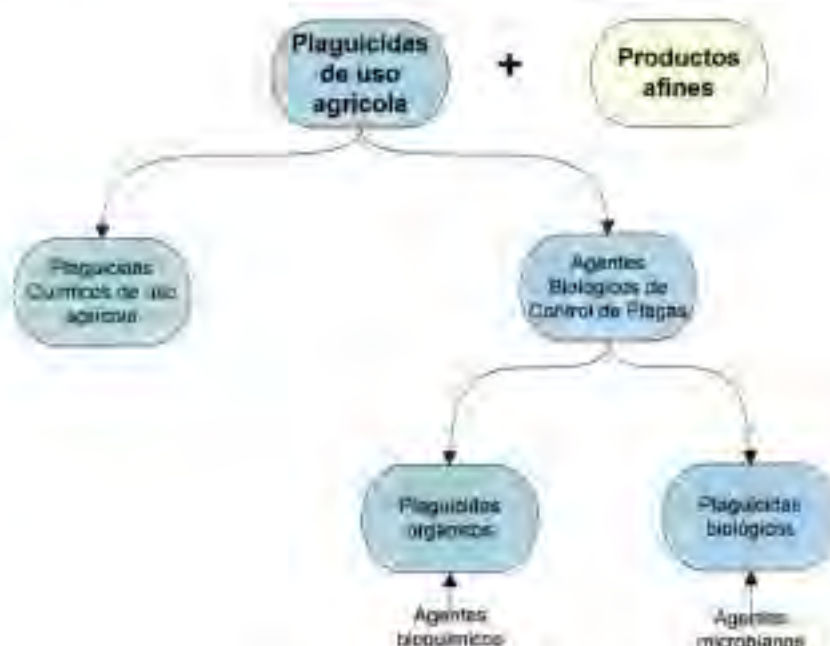 Plaguicidas
de uso
agrícola
+
Productos
afines
Plaguicidas
Químicos de uso
agrícola
Agentes
Biológicos de
Control de Plagas
Plaguicidas
orgánicos
Plaguicidas
biológicos
Agentes
bioquímicos
Agentes
microbianos